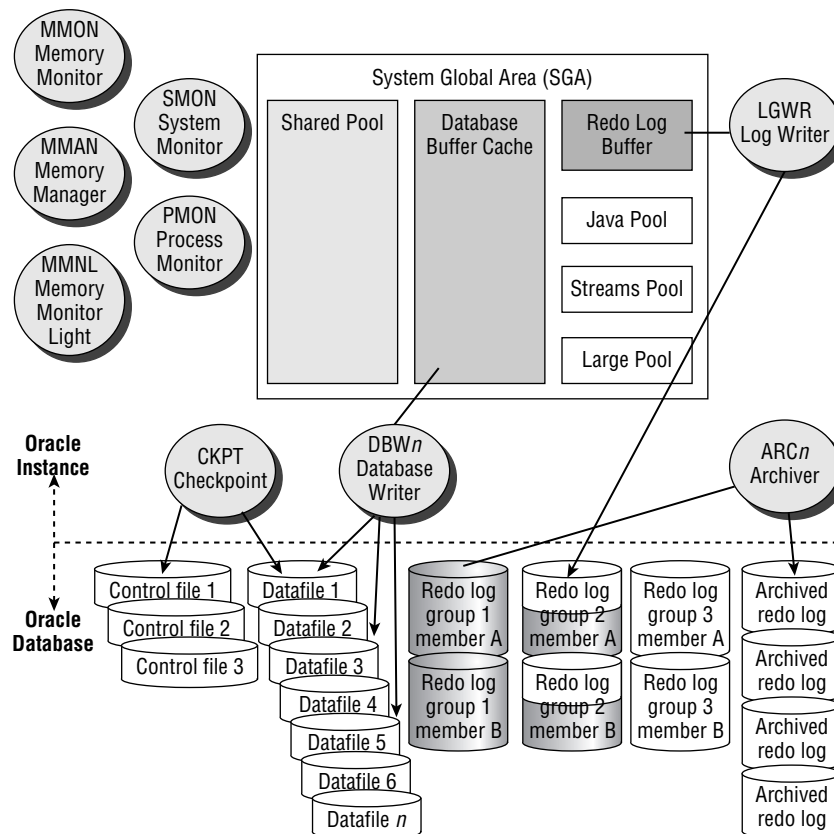 MMON
Memory
Monitor
SMON
System
Monitor
MMAN
Memory
Manager
PMON
Process
Monitor
MMNL
Memory
Monitor
Light
System Global Area (SGA)
Shared Pool
Database
Buffer Cache
Redo Log
Buffer
Java Pool
Streams Pool
Large Pool
LGWR
Log Writer
Oracle
Instance
CKPT
Checkpoint
DBWn
Database
Writer
ARCn
Archiver
Oracle
Database
Control file 1
Control file 2
Control file 3
Datafile 1
Datafile 2
Datafile 3
Datafile 4
Datafile 5
Datafile 6
Datafile n
Redo log
group 1
member A
Redo log
group 1
member B
Redo log
group 2
member A
Redo log
group 2
member B
Redo log
group 3
member A
Redo log
group 3
member B
Archived
redo log
Archived
redo log
Archived
redo log
Archived
redo log